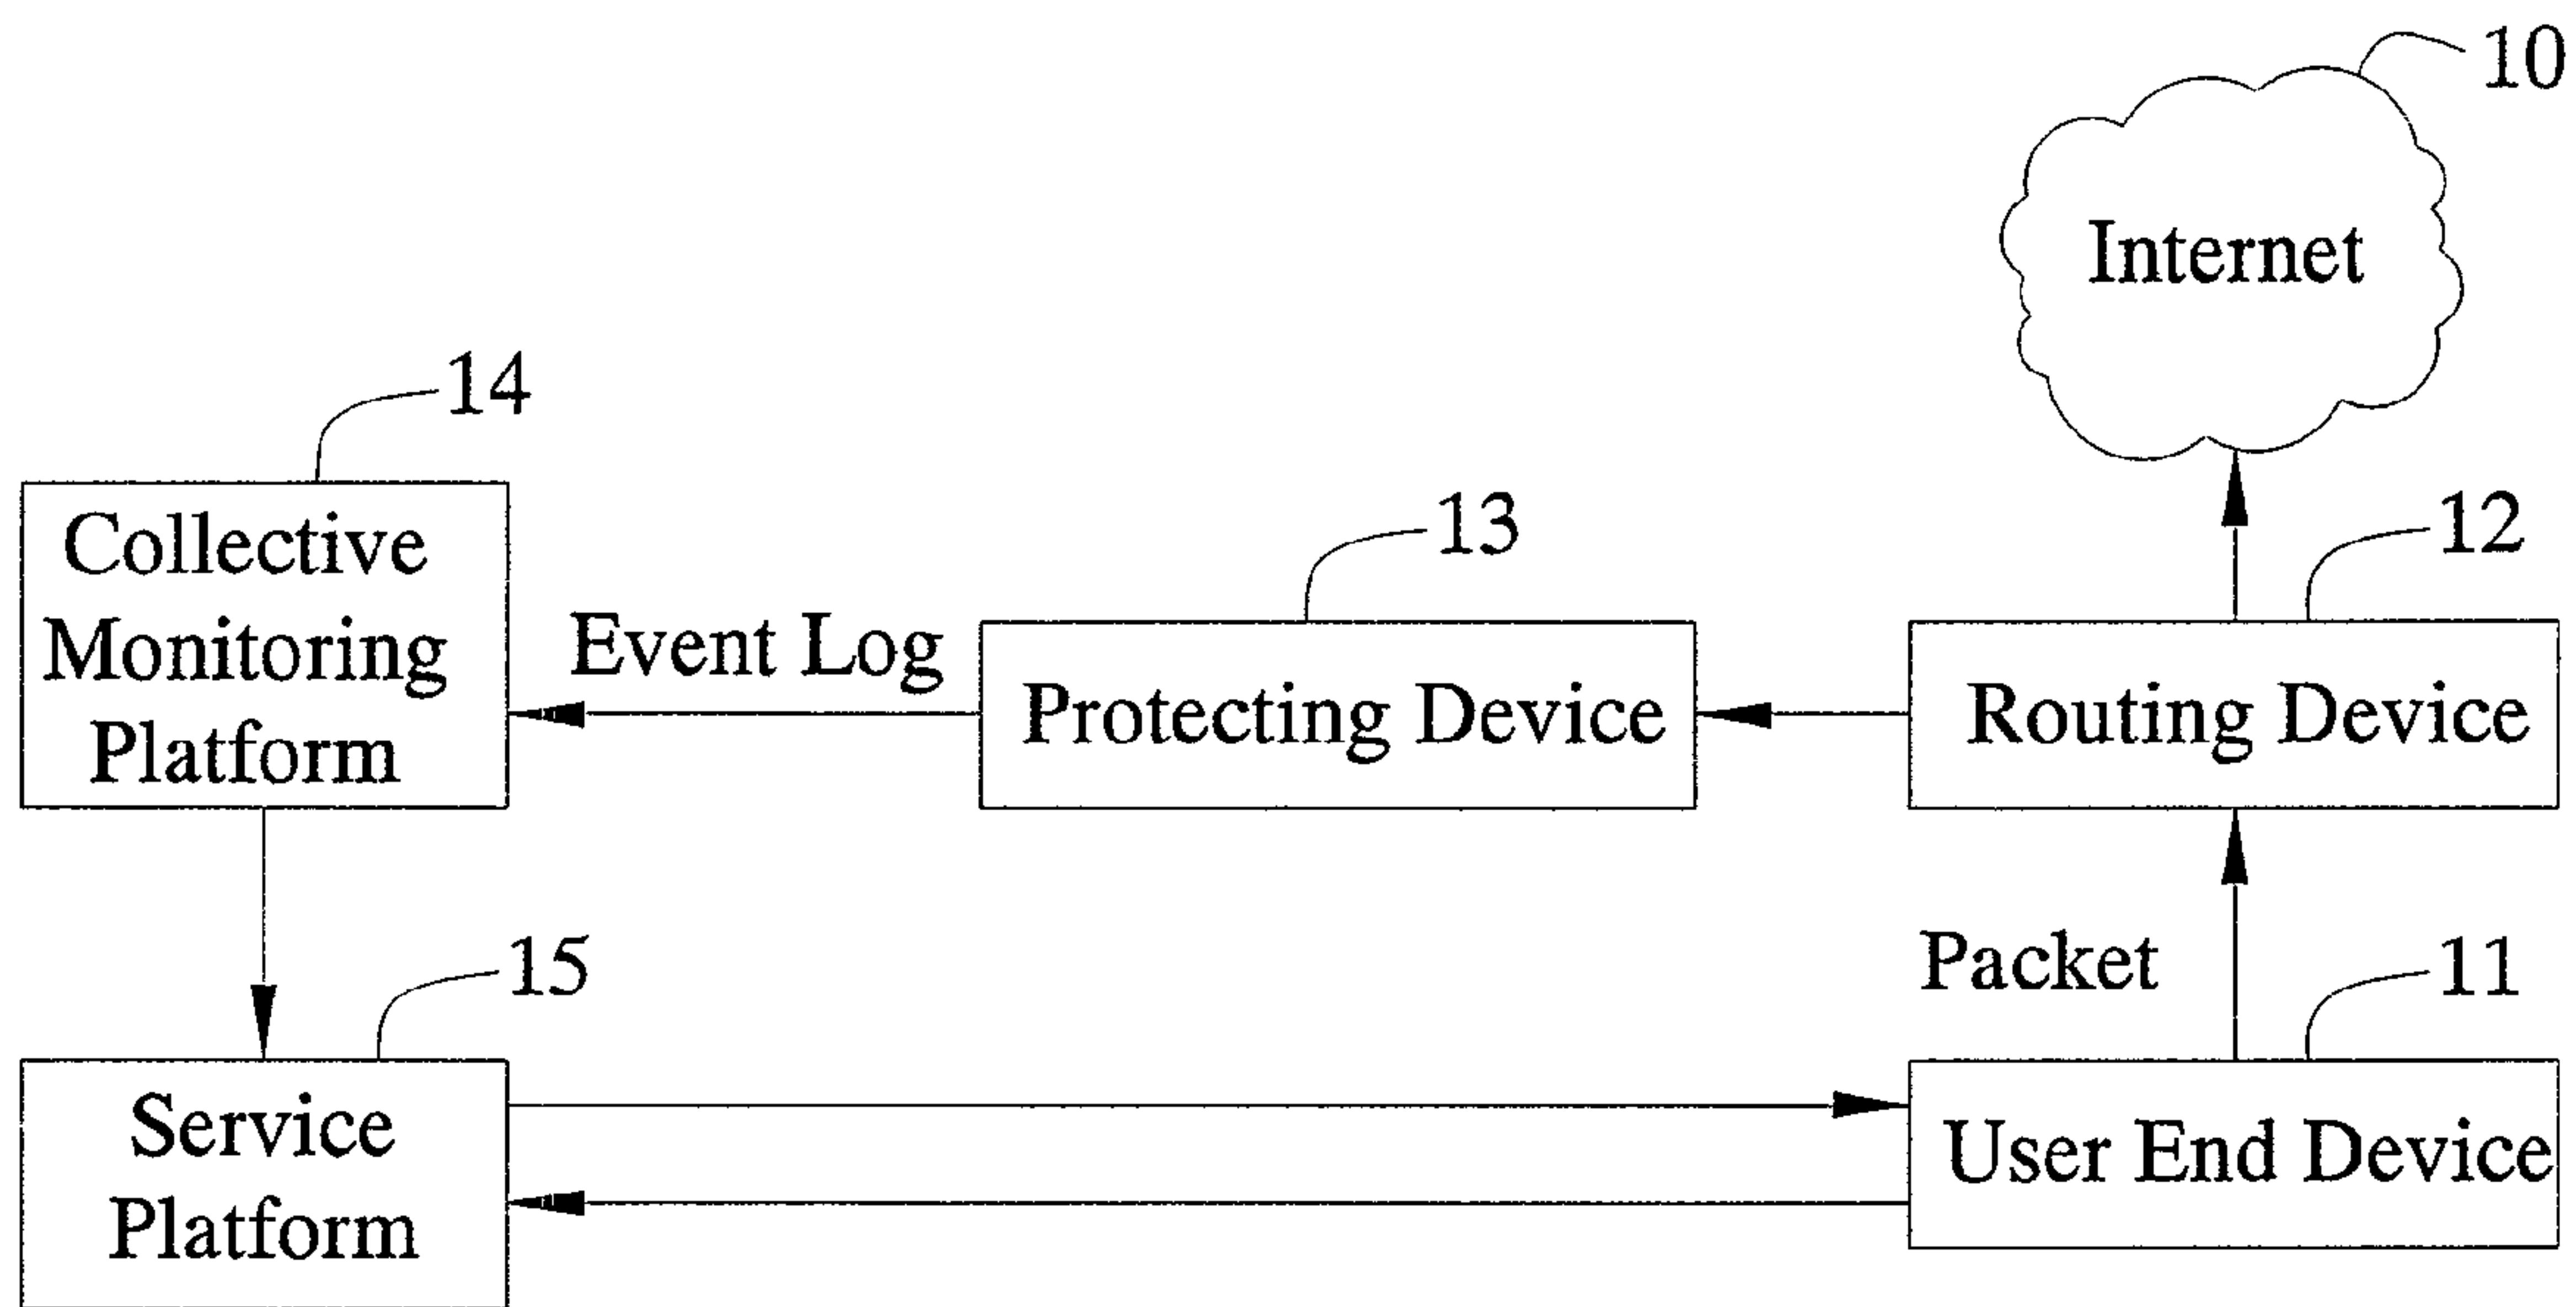 10
Internet
14
Collective
Monitoring
Platform
Event Log
13
Protecting Device
12
Routing Device
Packet
11
User End Device
15
Service
Platform